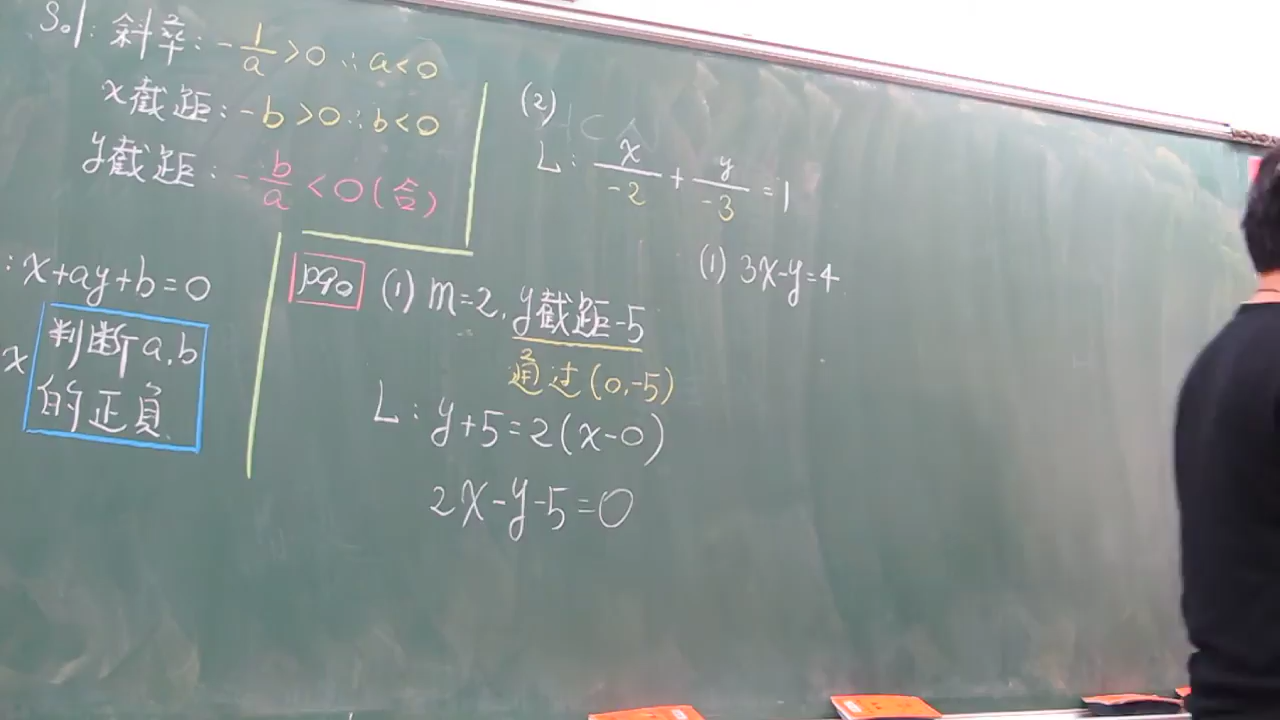 Sol: 斜率: -1/a > 0 ∴ a < 0
x截距: -b > 0 ∴ b < 0
y截距: -b/a < 0 (合)
: x+ay+b=0
x
判斷a,b
的正負
P90 (1) m=2, y截距-5
通过(0,-5)
L: y+5=2(x-0)
2x-y-5=0
(2)
L: x/-2 + y/-3 = 1
(1) 3x-y=4